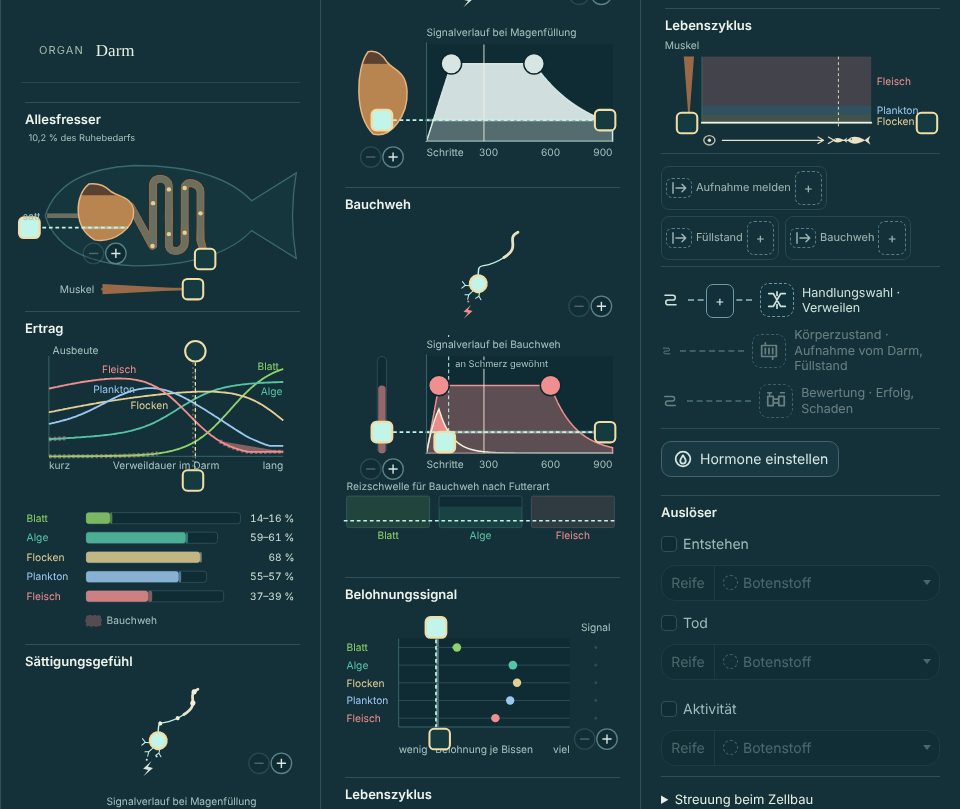 ORGAN Darm
Allesfresser
10,2 % des Ruhebedarfs
Muskel
Ertrag
Ausbeute
Fleisch
Blatt
Plankton
Alge
Flocken
kurz Verweildauer im Darm lang
Blatt 14–16 %
Alge 59–61 %
Flocken 68 %
Plankton 55–57 %
Fleisch 37–39 %
Bauchweh
Sättigungsgefühl
Signalverlauf bei Magenfüllung
Signalverlauf bei Magenfüllung
Schritte 300 600 900
Bauchweh
Signalverlauf bei Bauchweh
an Schmerz gewöhnt
Schritte 300 600 900
Reizschwelle für Bauchweh nach Futterart
Blatt Alge Fleisch
Belohnungssignal
Signal
Blatt
Alge
Flocken
Plankton
Fleisch
wenig Belohnung je Bissen viel
Lebenszyklus
Lebenszyklus
Muskel
Fleisch
Plankton
Flocken
Aufnahme melden +
Füllstand + Bauchweh +
Handlungswahl ·
Verweilen
Körperzustand ·
Aufnahme vom Darm,
Füllstand
Bewertung · Erfolg,
Schaden
Hormone einstellen
Auslöser
Entstehen
Reife Botenstoff
Tod
Reife Botenstoff
Aktivität
Reife Botenstoff
Streuung beim Zellbau